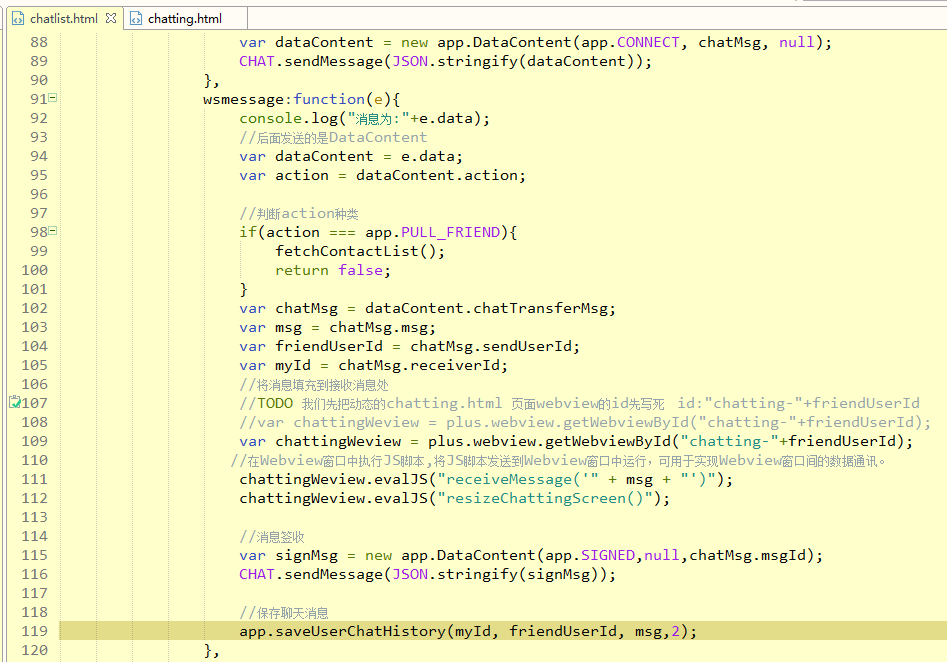 chatlist.html chatting.html
88 var dataContent = new app.DataContent(app.CONNECT, chatMsg, null);
89 CHAT.sendMessage(JSON.stringify(dataContent));
90 },
91 wsmessage:function(e){
92 console.log("消息为:"+e.data);
93 //后面发送的是DataContent
94 var dataContent = e.data;
95 var action = dataContent.action;
96
97 //判断action种类
98 if(action === app.PULL_FRIEND){
99 fetchContactList();
100 return false;
101 }
102 var chatMsg = dataContent.chatTransferMsg;
103 var msg = chatMsg.msg;
104 var friendUserId = chatMsg.sendUserId;
105 var myId = chatMsg.receiverId;
106 //将消息填充到接收消息处
107 //TODO 我们先把动态的chatting.html 页面webview的id先写死 id:"chatting-"+friendUserId
108 //var chattingWeview = plus.webview.getWebviewById("chatting-"+friendUserId);
109 var chattingWeview = plus.webview.getWebviewById("chatting-"+friendUserId);
110 //在Webview窗口中执行JS脚本,将JS脚本发送到Webview窗口中运行，可用于实现Webview窗口间的数据通讯。
111 chattingWeview.evalJS("receiveMessage('" + msg + "')");
112 chattingWeview.evalJS("resizeChattingScreen()");
113
114 //消息签收
115 var signMsg = new app.DataContent(app.SIGNED,null,chatMsg.msgId);
116 CHAT.sendMessage(JSON.stringify(signMsg));
117
118 //保存聊天消息
119 app.saveUserChatHistory(myId, friendUserId, msg,2);
120 },